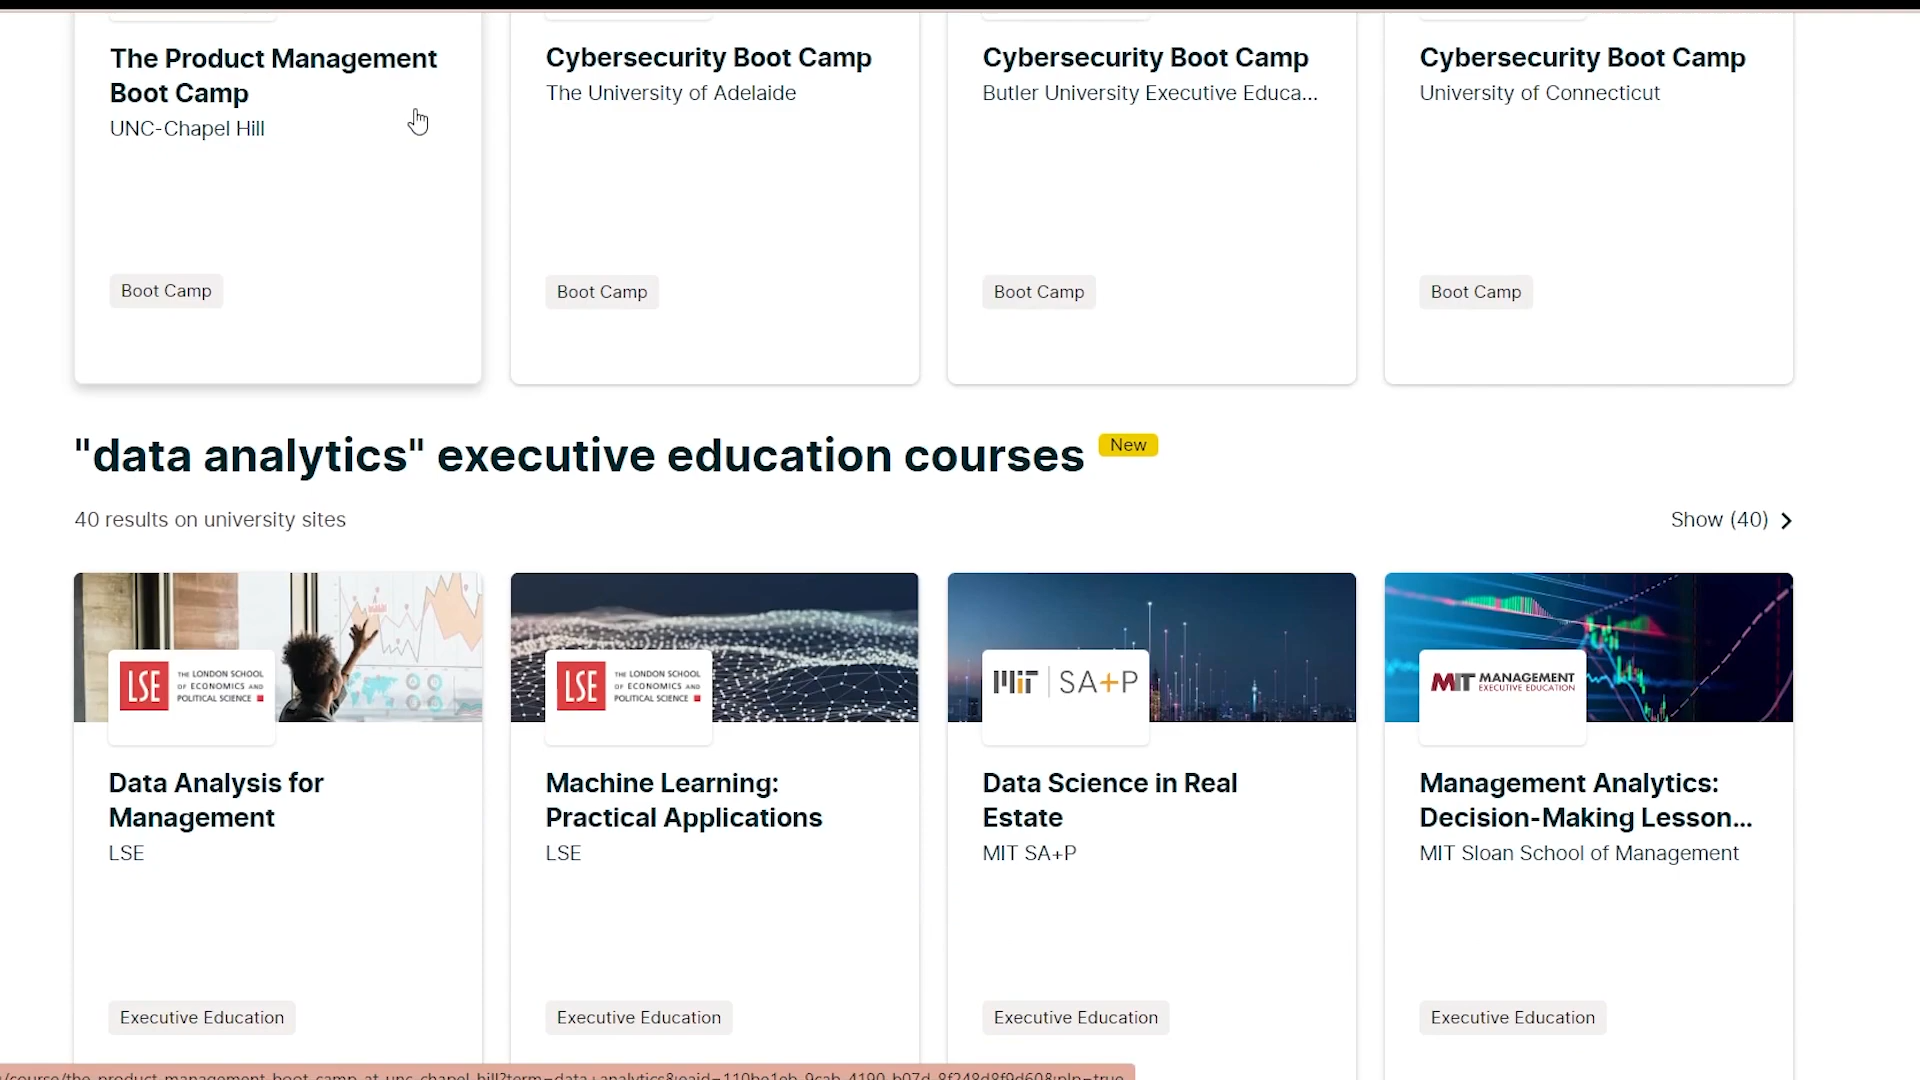 The Product Management
Boot Camp
UNC-Chapel Hill
Boot Camp
Cybersecurity Boot Camp
The University of Adelaide
Boot Camp
Cybersecurity Boot Camp
Butler University Executive Educa...
Boot Camp
Cybersecurity Boot Camp
University of Connecticut
Boot Camp
"data analytics" executive education courses New
40 results on university sites
Show (40)
LSE THE LONDON SCHOOL
OF ECONOMICS AND
POLITICAL SCIENCE
Data Analysis for
Management
LSE
Executive Education
LSE THE LONDON SCHOOL
OF ECONOMICS AND
POLITICAL SCIENCE
Machine Learning:
Practical Applications
LSE
Executive Education
MIT SA+P
Data Science in Real
Estate
MIT SA+P
Executive Education
MIT MANAGEMENT
EXECUTIVE EDUCATION
Management Analytics:
Decision-Making Lesson...
MIT Sloan School of Management
Executive Education